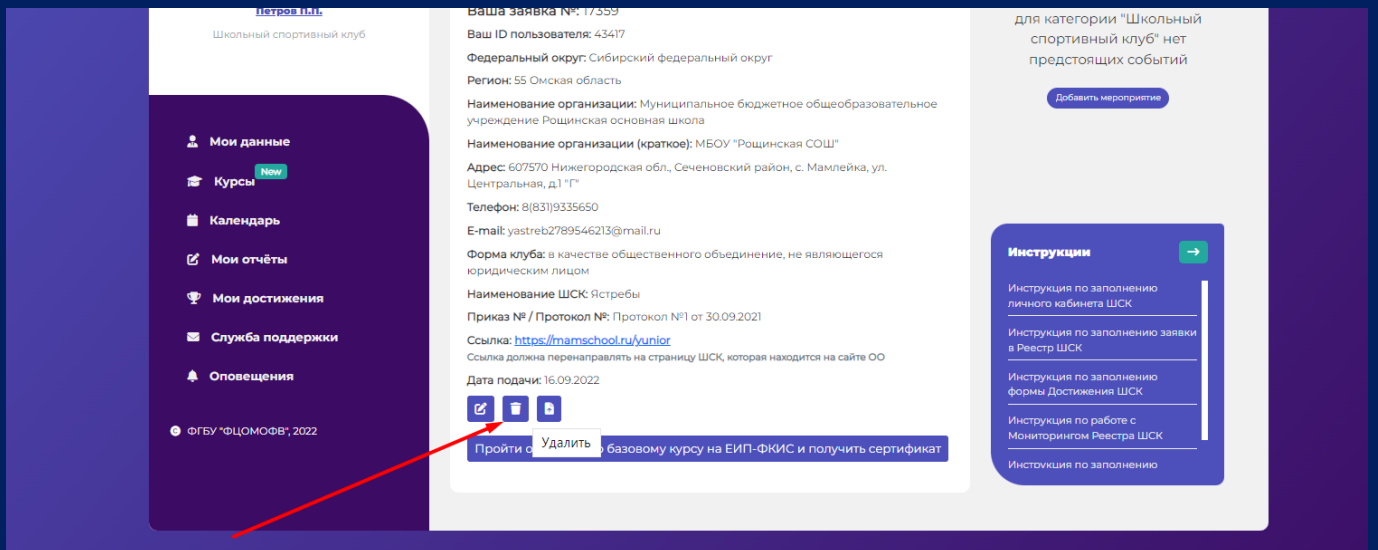 Петров П.П.
Школьный спортивный клуб
Мои данные
Курсы
New
Календарь
Мои отчёты
Мои достижения
Служба поддержки
Оповещения
© ФГБУ "ФЦОМОФВ", 2022
Ваша заявка №: 17359
Ваш ID пользователя: 43417
Федеральный округ: Сибирский федеральный округ
Регион: 55 Омская область
Наименование организации: Муниципальное бюджетное общеобразовательное
учреждение Рощинская основная школа
Наименование организации (краткое): МБОУ "Рощинская СОШ"
Адрес: 607570 Нижегородская обл., Сеченовский район, с. Мамлейка, ул.
Центральная, д.1 "Г"
Телефон: 8(831)9335650
E-mail: yastreb2789546213@mail.ru
Форма клуба: в качестве общественного объединение, не являющегося
юридическим лицом
Наименование ШСК: Ястребы
Приказ № / Протокол №: Протокол №1 от 30.09.2021
Ссылка: https://mamschool.ru/yunior
Ссылка должна перенаправлять на страницу ШСК, которая находится на сайте ОО
Дата подачи: 16.09.2022
Удалить
Пройти о базовому курсу на ЕИП-ФКИС и получить сертификат
для категории "Школьный
спортивный клуб" нет
предстоящих событий
Добавить мероприятие
Инструкции
Инструкция по заполнению
личного кабинета ШСК
Инструкция по заполнению заявки
в Реестр ШСК
Инструкция по заполнению
формы Достижения ШСК
Инструкция по работе с
Мониторингом Реестра ШСК
Инструкция по заполнению